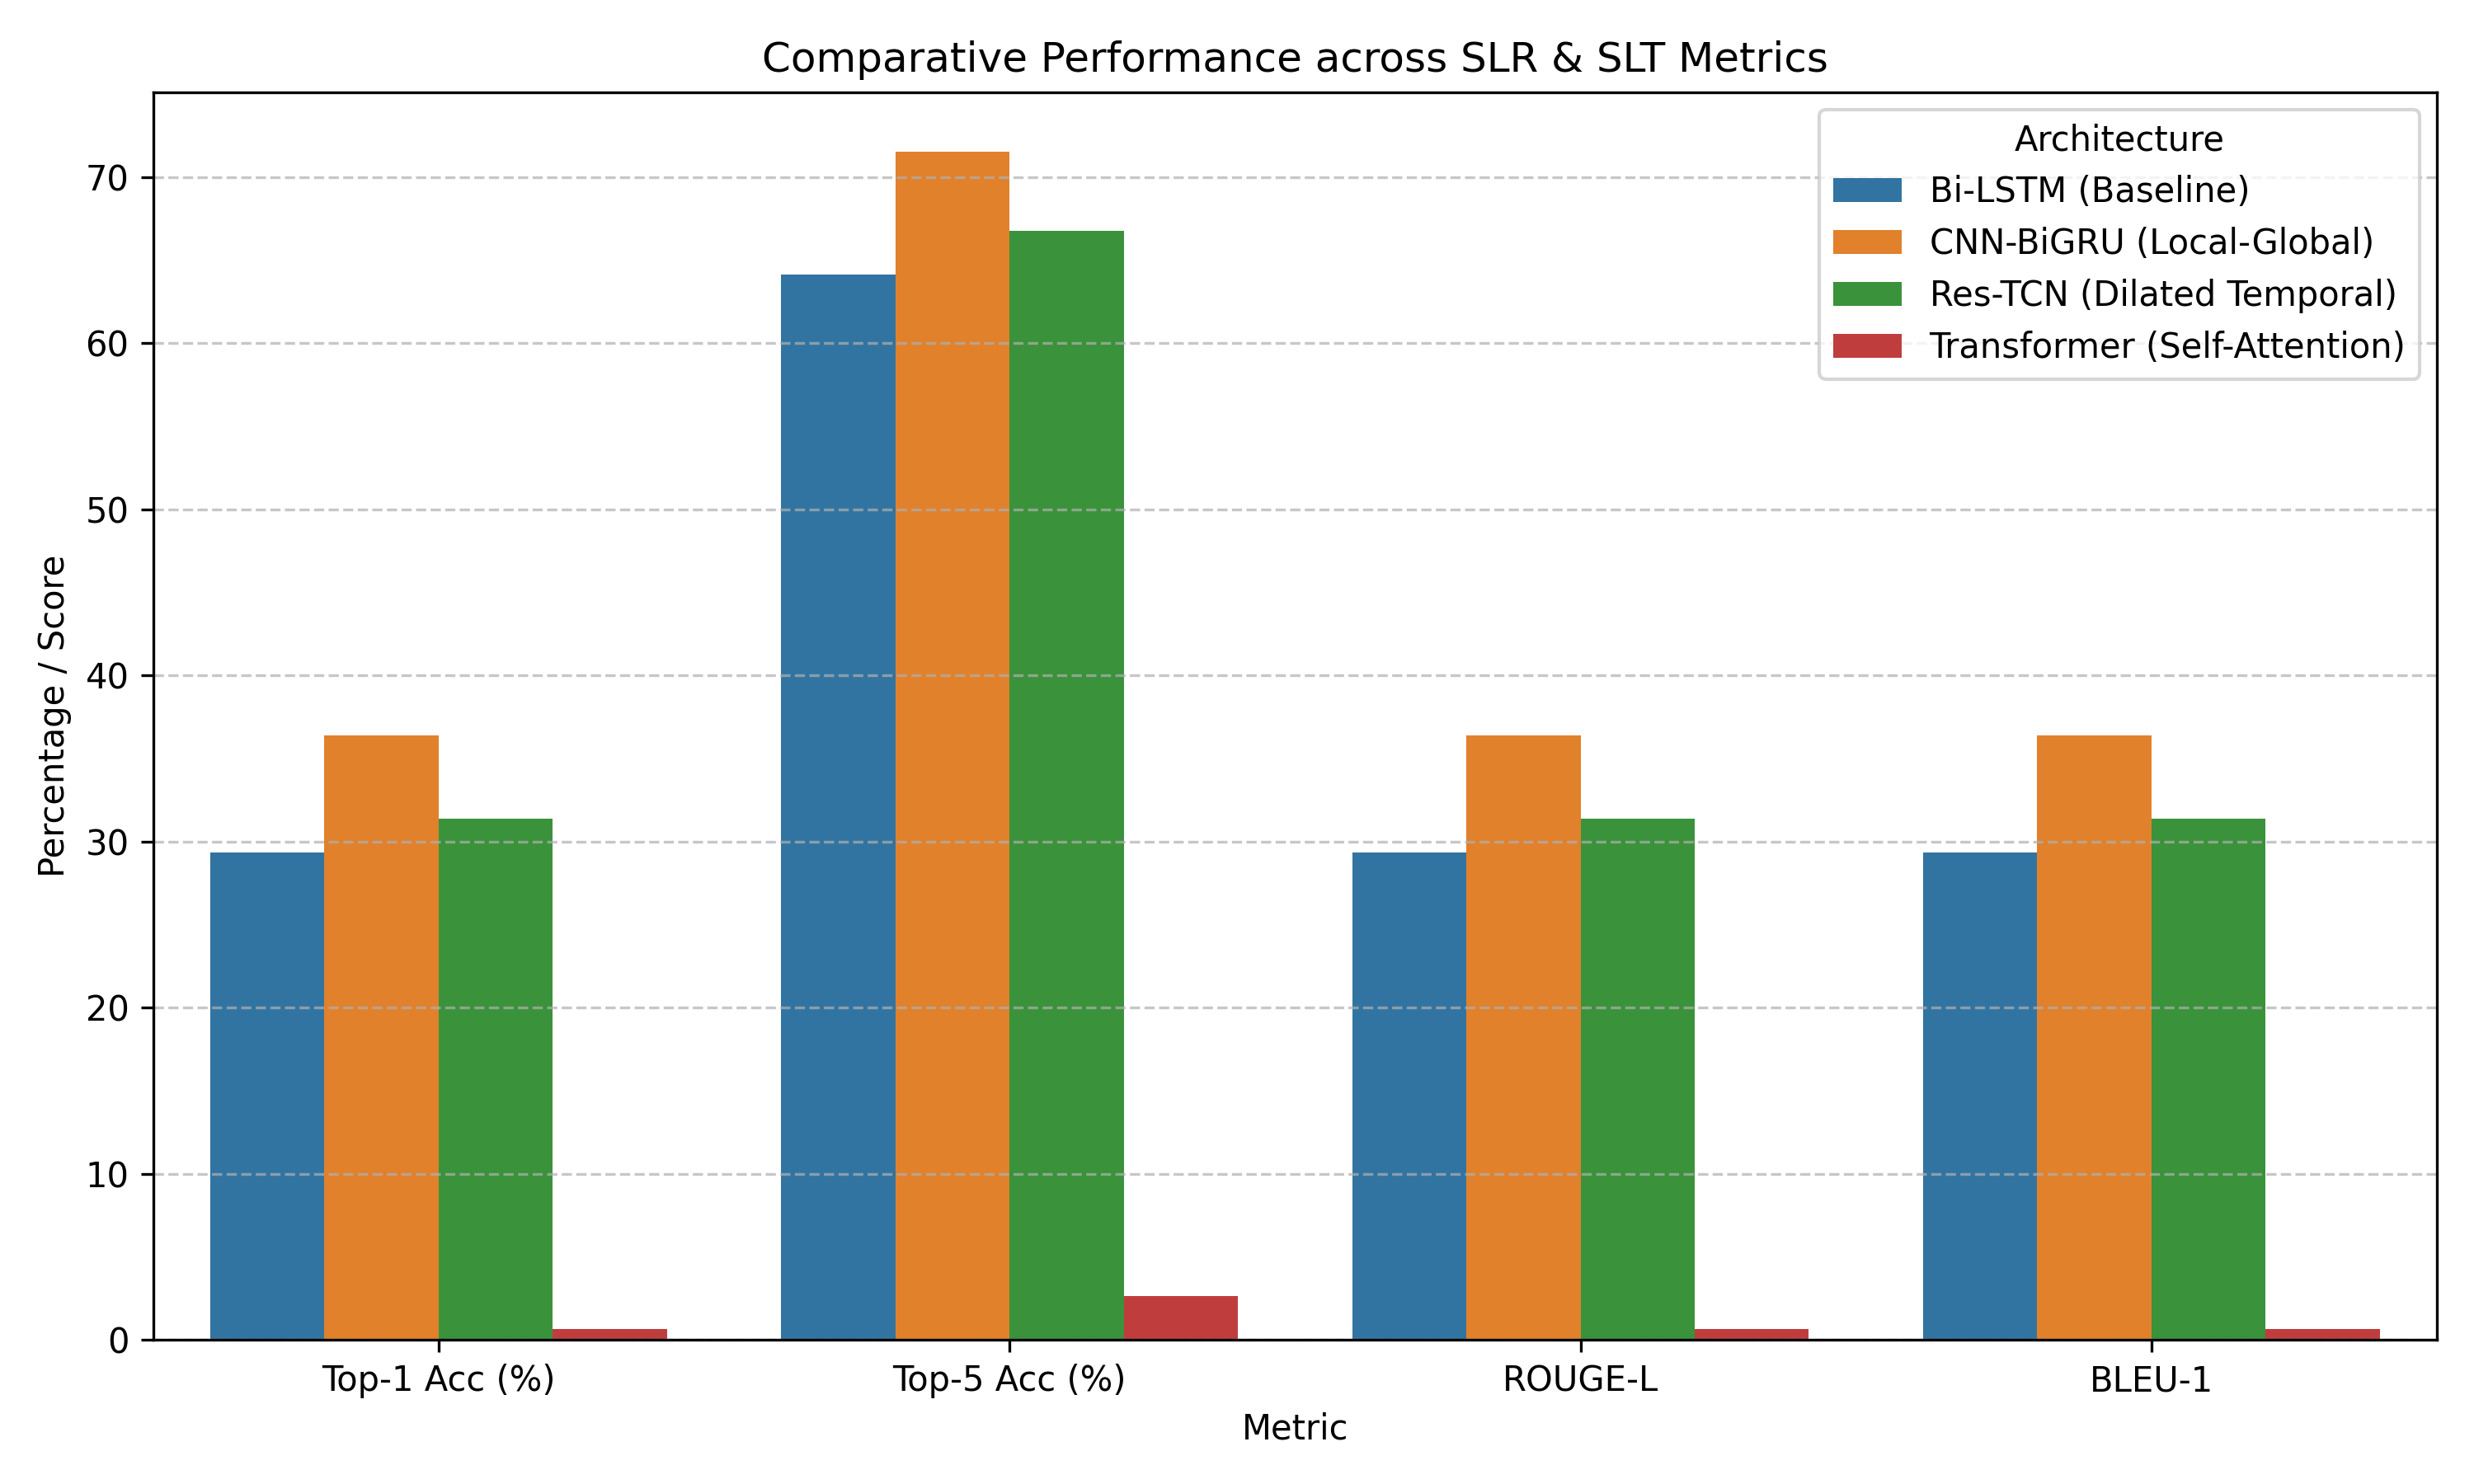 Comparative Performance across SLR & SLT Metrics
Architecture
Bi-LSTM (Baseline)
CNN-BiGRU (Local-Global)
Res-TCN (Dilated Temporal)
Transformer (Self-Attention)
Percentage / Score
70
60
50
40
30
20
10
0
Top-1 Acc (%)
Top-5 Acc (%)
ROUGE-L
BLEU-1
Metric